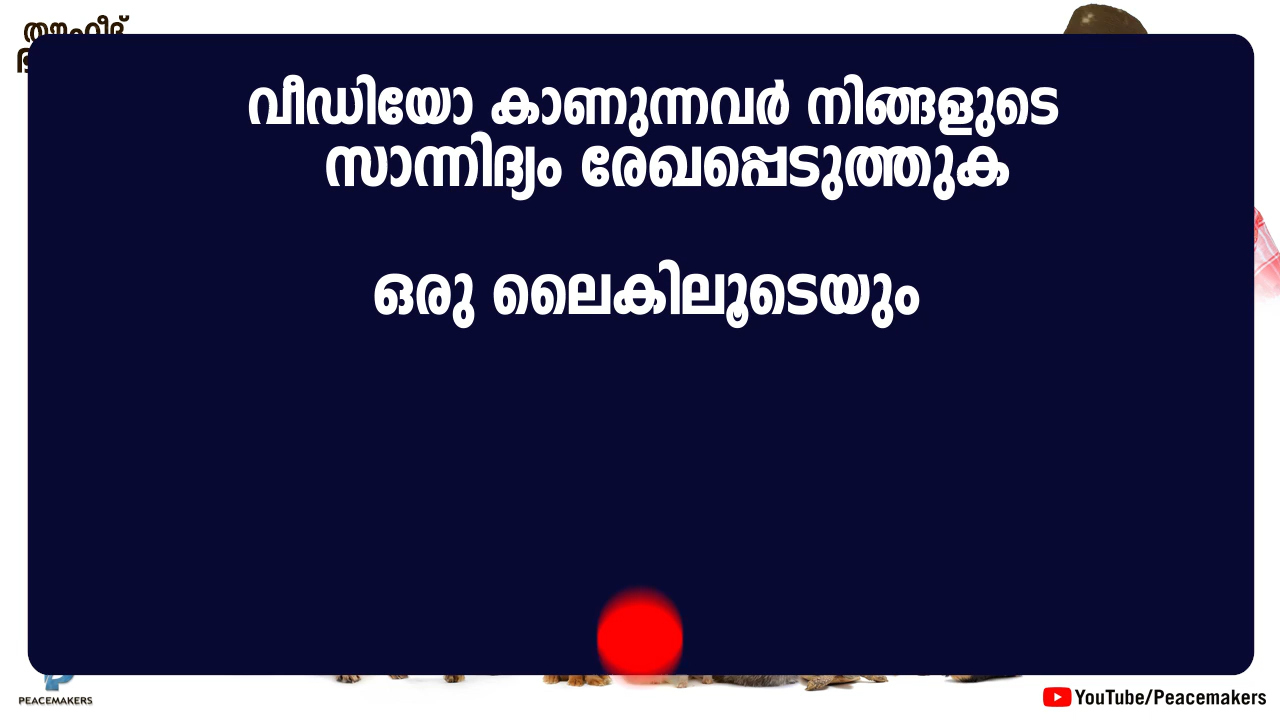 തൗഹീദ്
വീഡിയോ കാണുന്നവർ നിങ്ങളുടെ
സാന്നിദ്യം രേഖപ്പെടുത്തുക
ഒരു ലൈകിലൂടെയും
PEACEMAKERS
YouTube/Peacemakers